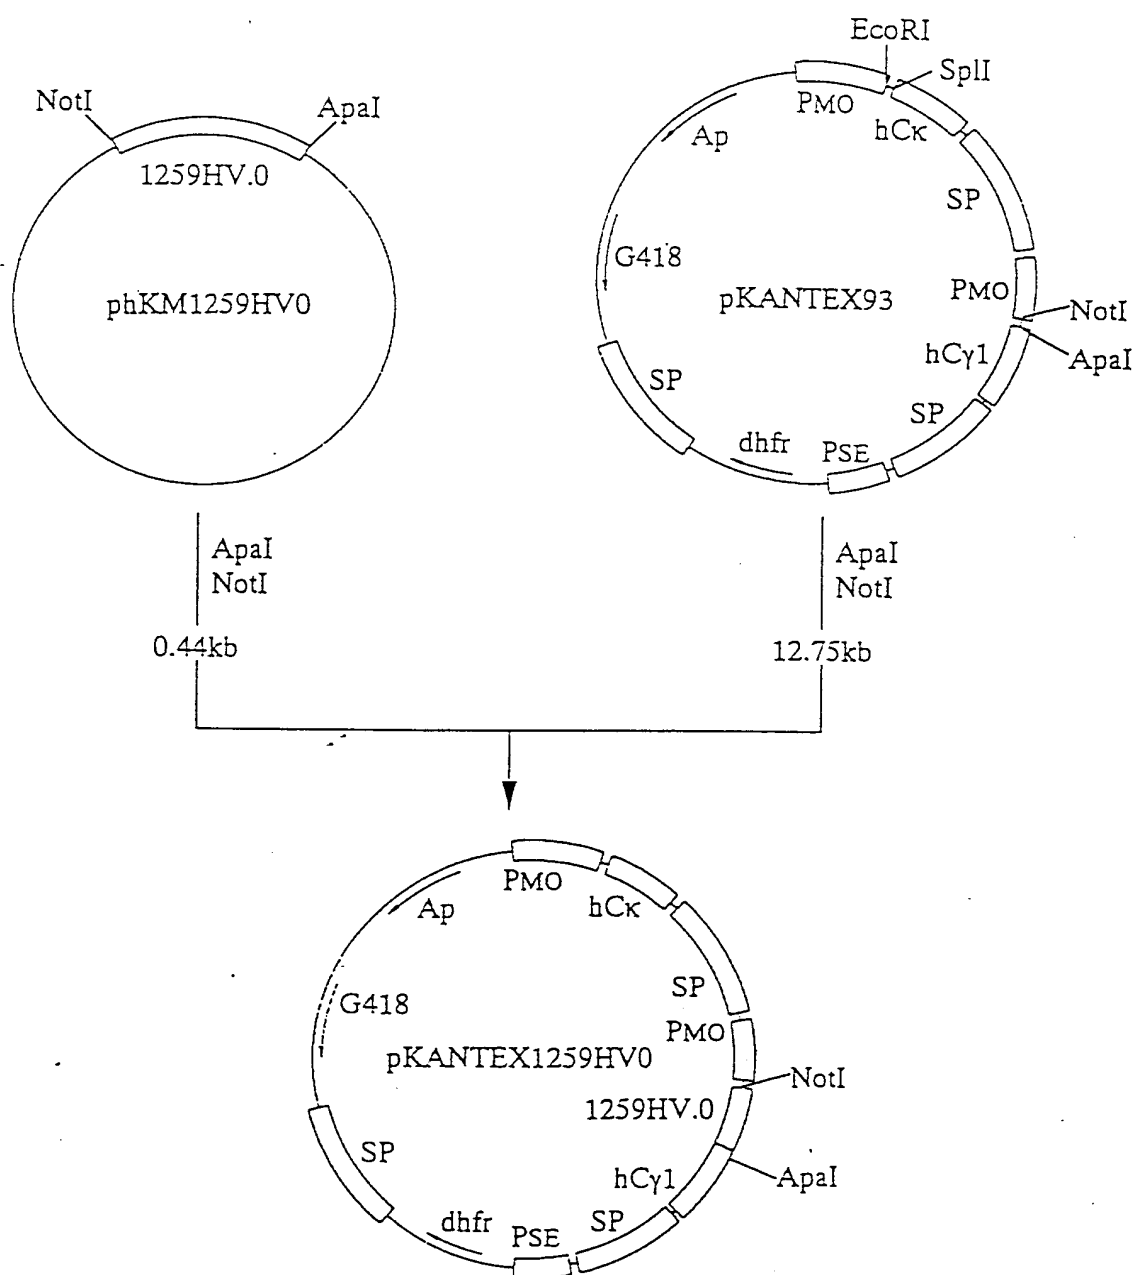 NotI
ApaI
1259HV.0
phKM1259HV0
EcoRI
SplI
PMO
hCκ
Ap
SP
G418
pKANTEX93
PMO
NotI
hCγ1
ApaI
SP
SP
dhfr
PSE
ApaI
NotI
0.44kb
ApaI
NotI
12.75kb
PMO
hCκ
Ap
SP
G418
PMO
pKANTEX1259HV0
NotI
1259HV.0
SP
hCγ1
ApaI
dhfr
PSE
SP